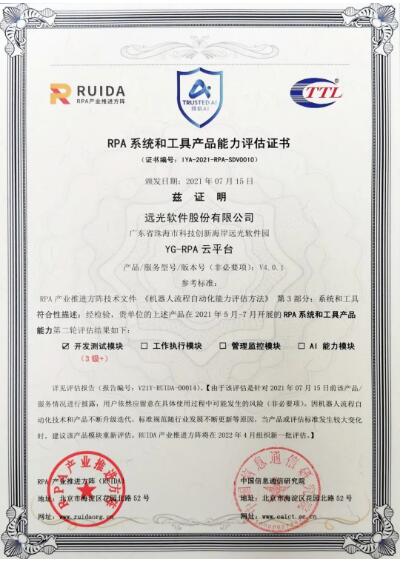 RUIDA
RPA产业推进方阵
TRUSTED AI
可信AI
TTL
RPA 系统和工具产品能力评估证书
(证书编号：IYA-2021-RPA-SDV0010)
颁发日期：2021 年 07 月 15 日
兹 证 明
远光软件股份有限公司
广东省珠海市科技创新海岸远光软件园
YG-RPA 云平台
产品/服务型号/版本号（非必要项）：V4.0.1
参考标准：
RPA 产业推进方阵技术文件 《机器人流程自动化能力评估方法》 第 3 部分：系统和工具
符合性描述：经检验，贵单位的上述产品在 2021 年 5 月-7 月开展的 RPA 系统和工具产品
能力第二轮评估结果如下：
☑ 开发测试模块 □ 工作执行模块 □ 管理监控模块 □ AI 能力模块
(3 级+)
详见评估报告（报告编号：V21Y-RUIDA-00014）。【由于该评估是针对 2021 年 07 月 15 日前该产品/
服务情况进行披露，用户依然应留意在具体使用过程中可能发生的风险（非必要项）。因机器人流程自
动化技术和产品不断升级迭代、标准规范随行业发展不断更新等原因，当产品或评估标准发生较大变化
时，建议该产品模块重新评估。RUIDA 产业推进方阵将在 2022 年 4 月组织新一批评估。】
RPA 产业推进方阵（RUIDA）
地址：北京市海淀区花园北路 52 号
网址：www.ruidaorg.cn
RPA产业推进方阵
中国信息通信研究院
地址：北京市海淀区花园北路 52 号
网址：www.caict.ac.cn
中国信息通信研究院